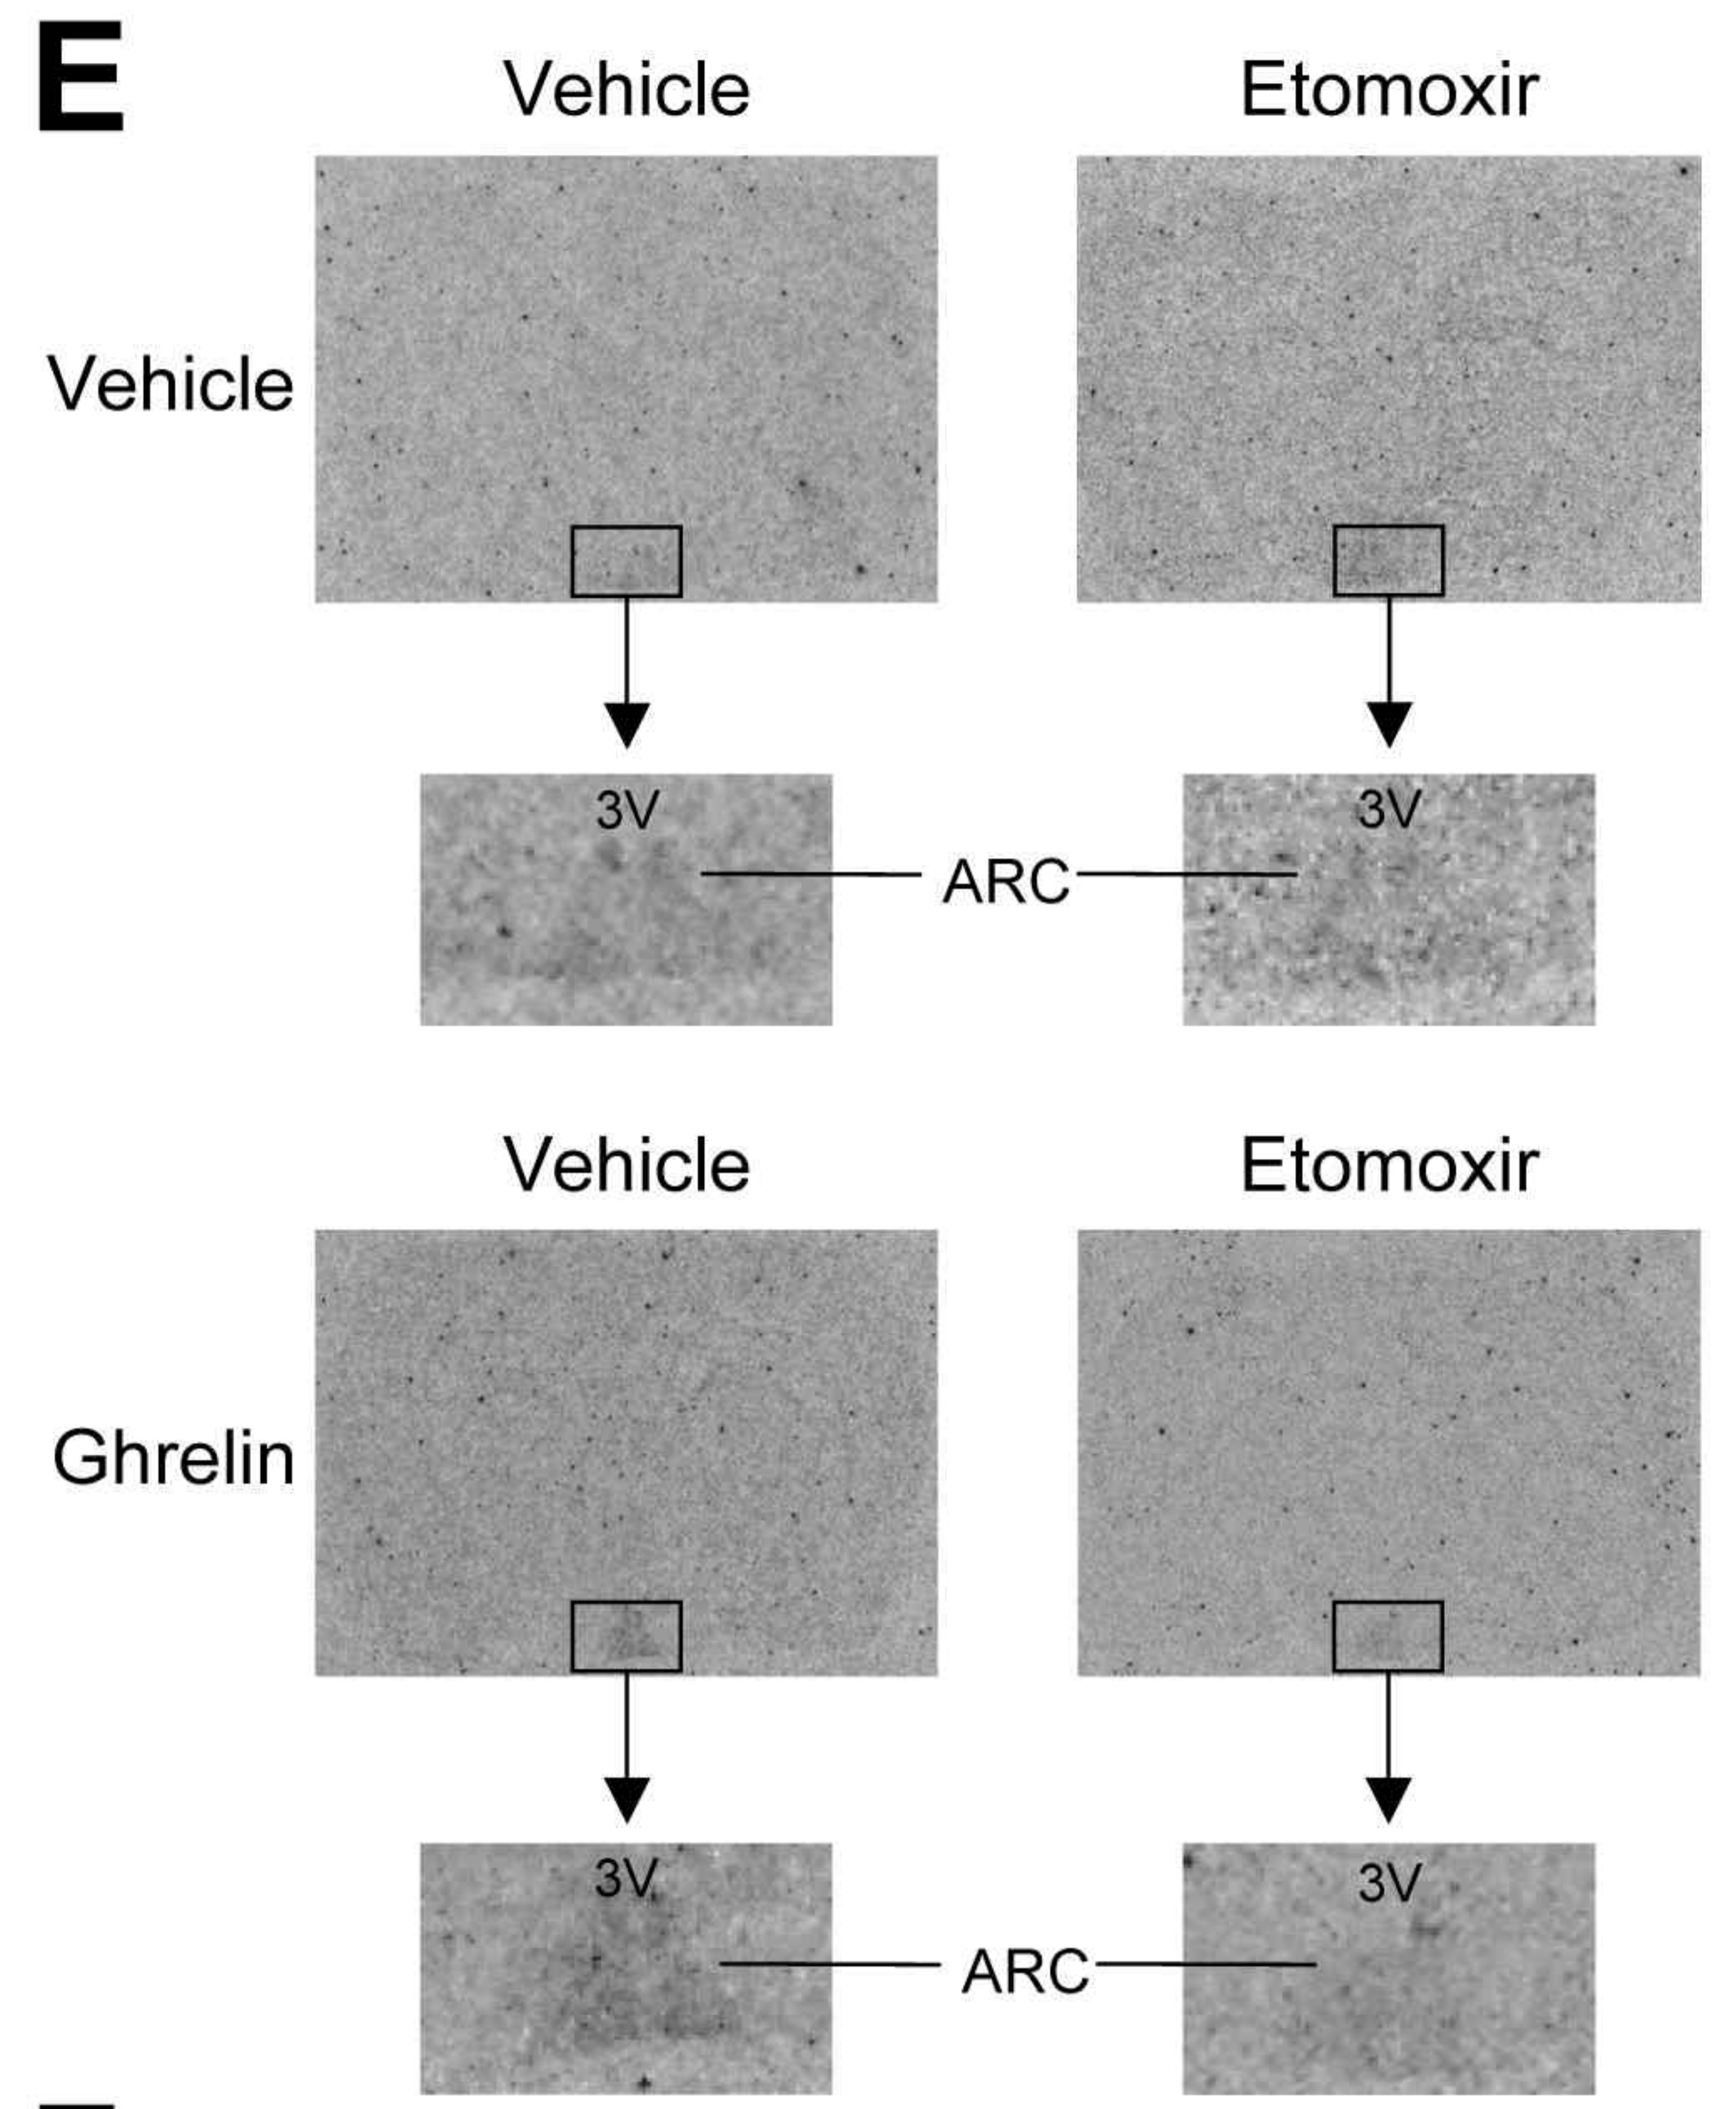 E
Vehicle Etomoxir
Vehicle
3V 3V
ARC
Vehicle Etomoxir
Ghrelin
3V 3V
ARC